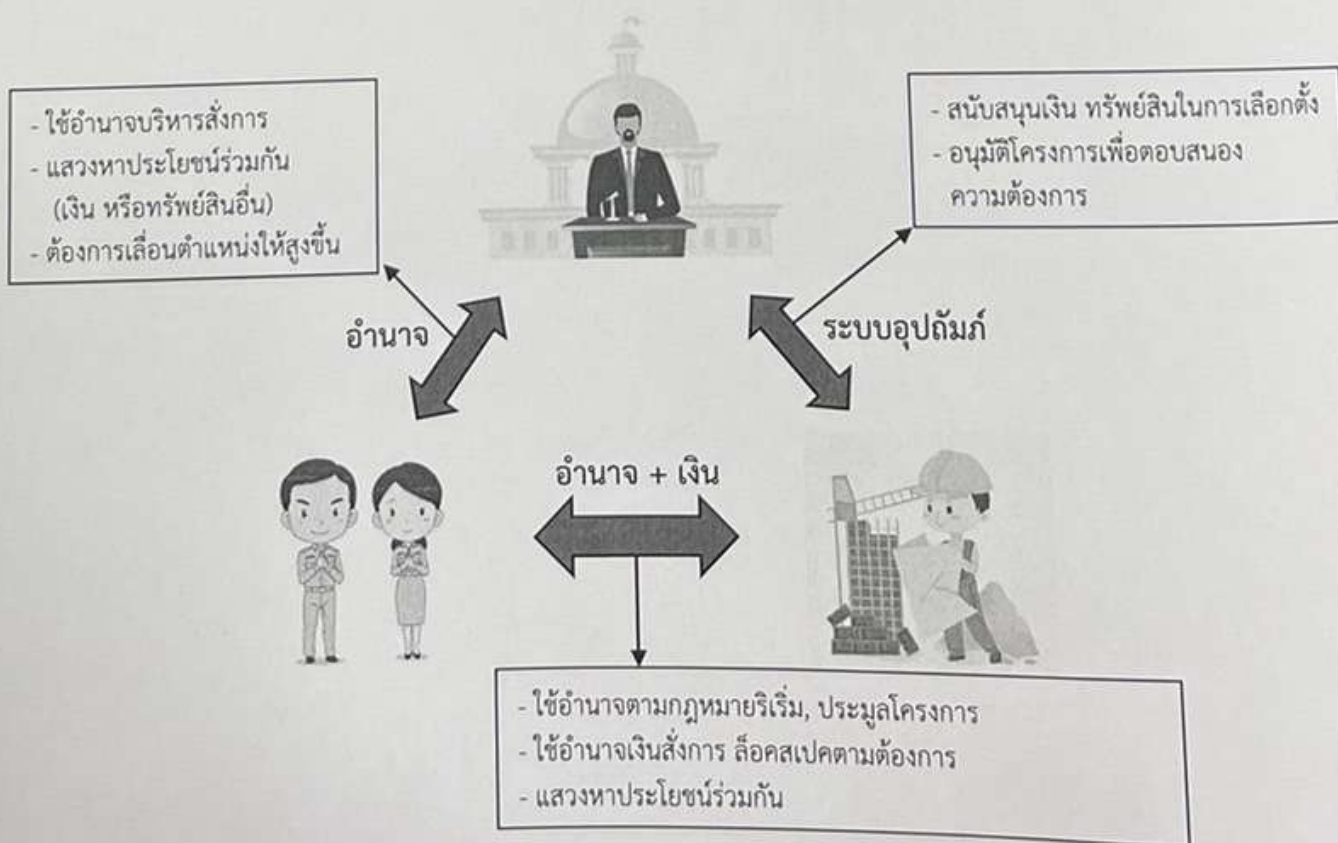 - ใช้อำนาจบริหารสั่งการ
- แสวงหาประโยชน์ร่วมกัน
(เงิน หรือทรัพย์สินอื่น)
- ต้องการเลื่อนตำแหน่งให้สูงขึ้น
- สนับสนุนเงิน ทรัพย์สินในการเลือกตั้ง
- อนุมัติโครงการเพื่อตอบสนอง
ความต้องการ
อำนาจ
ระบบอุปถัมภ์
อำนาจ + เงิน
- ใช้อำนาจตามกฎหมายริเริ่ม, ประมูลโครงการ
- ใช้อำนาจเงินสั่งการ ล็อคสเปคตามต้องการ
- แสวงหาประโยชน์ร่วมกัน